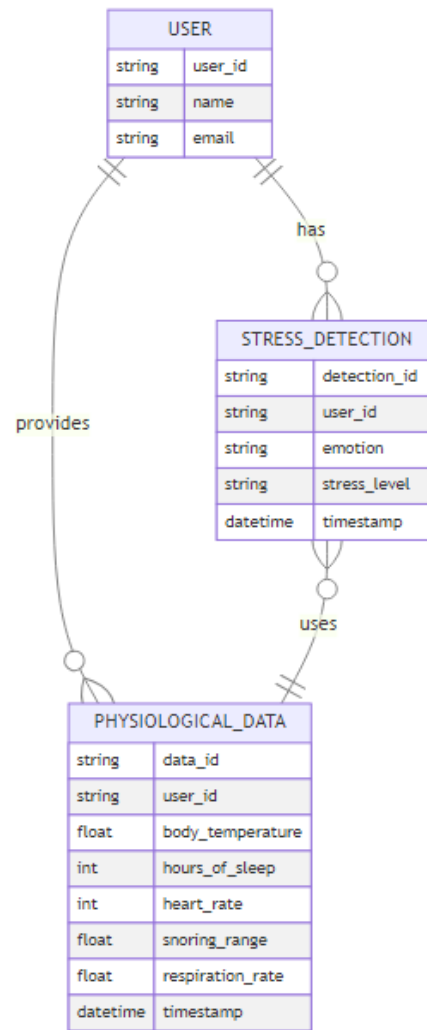 USER
string user_id
string name
string email
has
STRESS_DETECTION
string detection_id
string user_id
string emotion
string stress_level
datetime timestamp
provides
uses
PHYSIOLOGICAL_DATA
string data_id
string user_id
float body_temperature
int hours_of_sleep
int heart_rate
float snoring_range
float respiration_rate
datetime timestamp